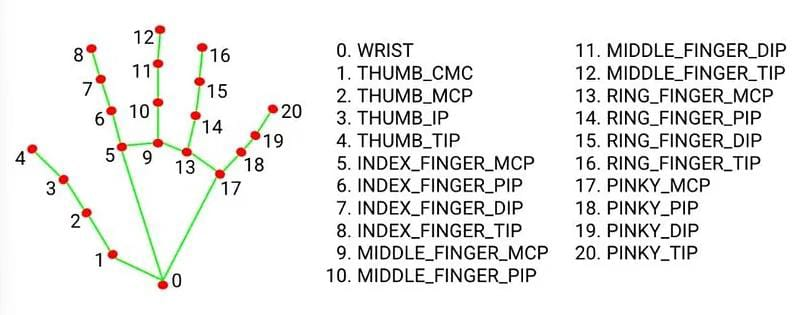 12
8
16
11
7
15
10
6
14
20
19
5
9
13
18
4
17
3
2
1
0
0. WRIST
1. THUMB_CMC
2. THUMB_MCP
3. THUMB_IP
4. THUMB_TIP
5. INDEX_FINGER_MCP
6. INDEX_FINGER_PIP
7. INDEX_FINGER_DIP
8. INDEX_FINGER_TIP
9. MIDDLE_FINGER_MCP
10. MIDDLE_FINGER_PIP
11. MIDDLE_FINGER_DIP
12. MIDDLE_FINGER_TIP
13. RING_FINGER_MCP
14. RING_FINGER_PIP
15. RING_FINGER_DIP
16. RING_FINGER_TIP
17. PINKY_MCP
18. PINKY_PIP
19. PINKY_DIP
20. PINKY_TIP